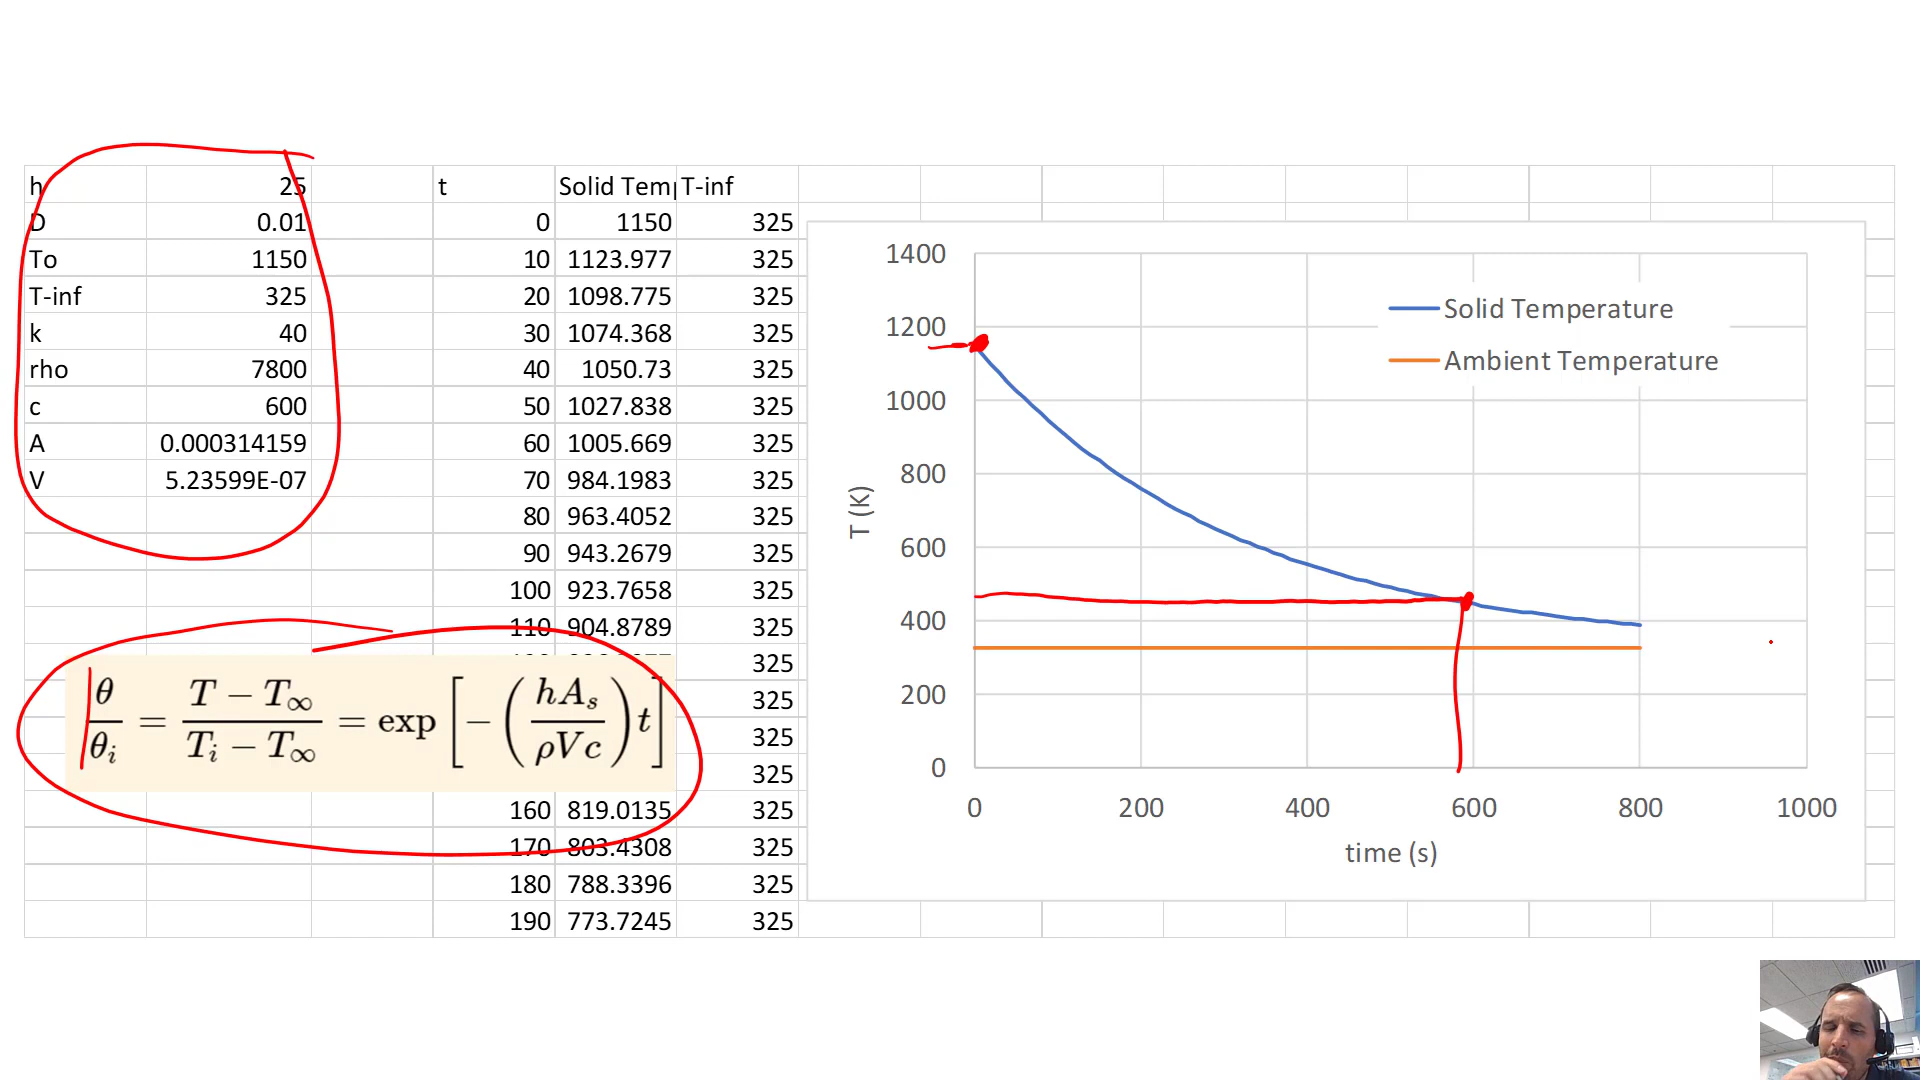 h 25 t Solid Temp T-inf
D 0.01 0 1150 325
To 1150 10 1123.977 325
T-inf 325 20 1098.775 325
k 40 30 1074.368 325
rho 7800 40 1050.73 325
c 600 50 1027.838 325
A 0.000314159 60 1005.669 325
V 5.23599E-07 70 984.1983 325
80 963.4052 325
90 943.2679 325
100 923.7658 325
110 904.8789 325
325
325
325
325
θ/θi = (T − T∞)/(Ti − T∞) = exp[−(hAs/ρVc)t]
160 819.0135 325
170 803.4308 325
180 788.3396 325
190 773.7245 325
1400
1200
1000
800
600
400
200
0
T (K)
Solid Temperature
Ambient Temperature
0 200 400 600 800 1000
time (s)